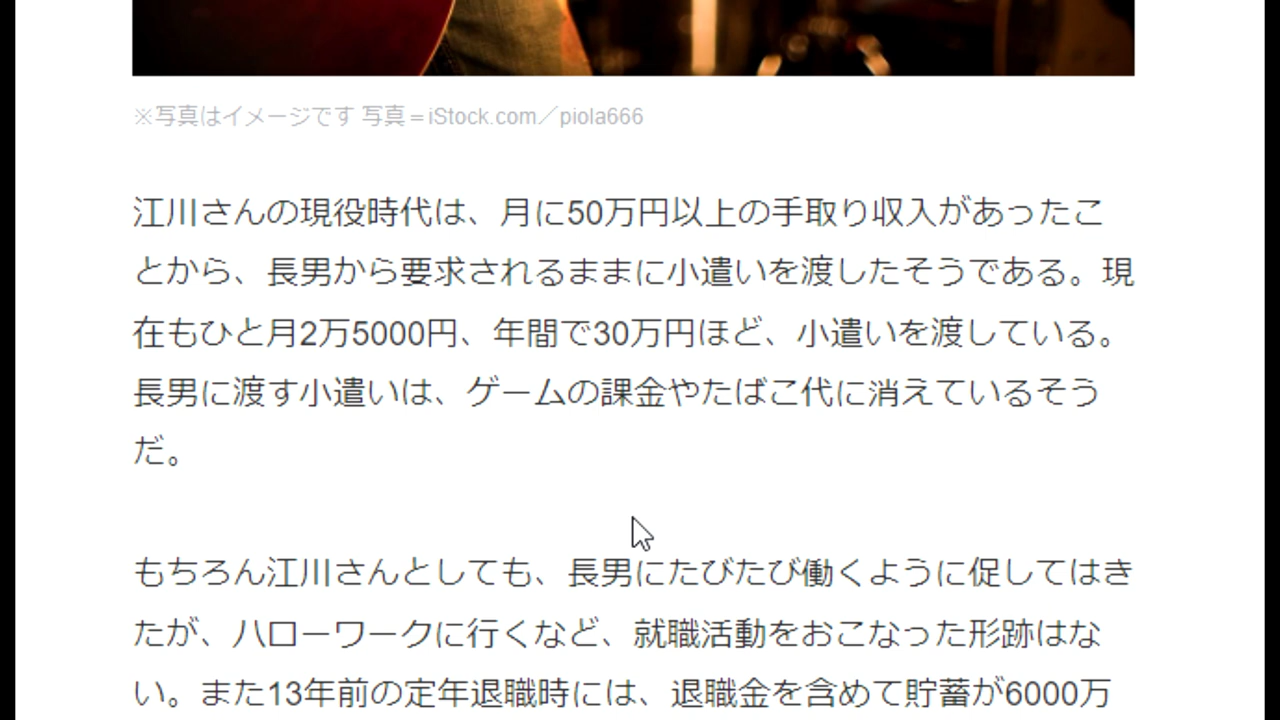 ※写真はイメージです 写真＝iStock.com／piola666
江川さんの現役時代は、月に50万円以上の手取り収入があったこ
とから、長男から要求されるままに小遣いを渡したそうである。現
在もひと月2万5000円、年間で30万円ほど、小遣いを渡している。
長男に渡す小遣いは、ゲームの課金やたばこ代に消えているそう
だ。
もちろん江川さんとしても、長男にたびたび働くように促してはき
たが、ハローワークに行くなど、就職活動をおこなった形跡はな
い。また13年前の定年退職時には、退職金を含めて貯蓄が6000万